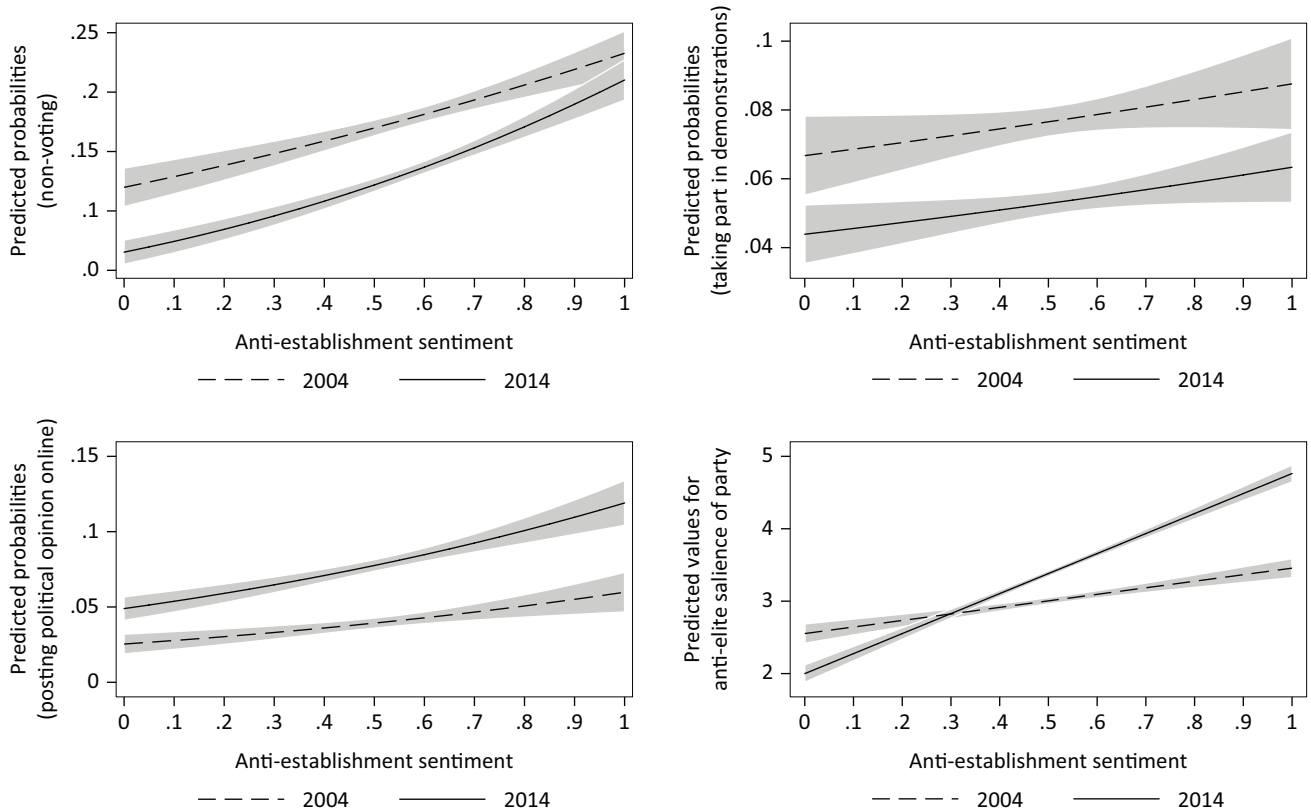 Predicted probabilities
(non-voting)
.25
.2
.15
.1
.0
0 .1 .2 .3 .4 .5 .6 .7 .8 .9 1
Anti-establishment sentiment
2004 2014
Predicted probabilities
(taking part in demonstrations)
.1
.08
.06
.04
0 .1 .2 .3 .4 .5 .6 .7 .8 .9 1
Anti-establishment sentiment
2004 2014
Predicted probabilities
(posting political opinion online)
.15
.1
.05
0
0 .1 .2 .3 .4 .5 .6 .7 .8 .9 1
Anti-establishment sentiment
2004 2014
Predicted values for
anti-elite salience of party
5
4
3
2
0 .1 .2 .3 .4 .5 .6 .7 .8 .9 1
Anti-establishment sentiment
2004 2014